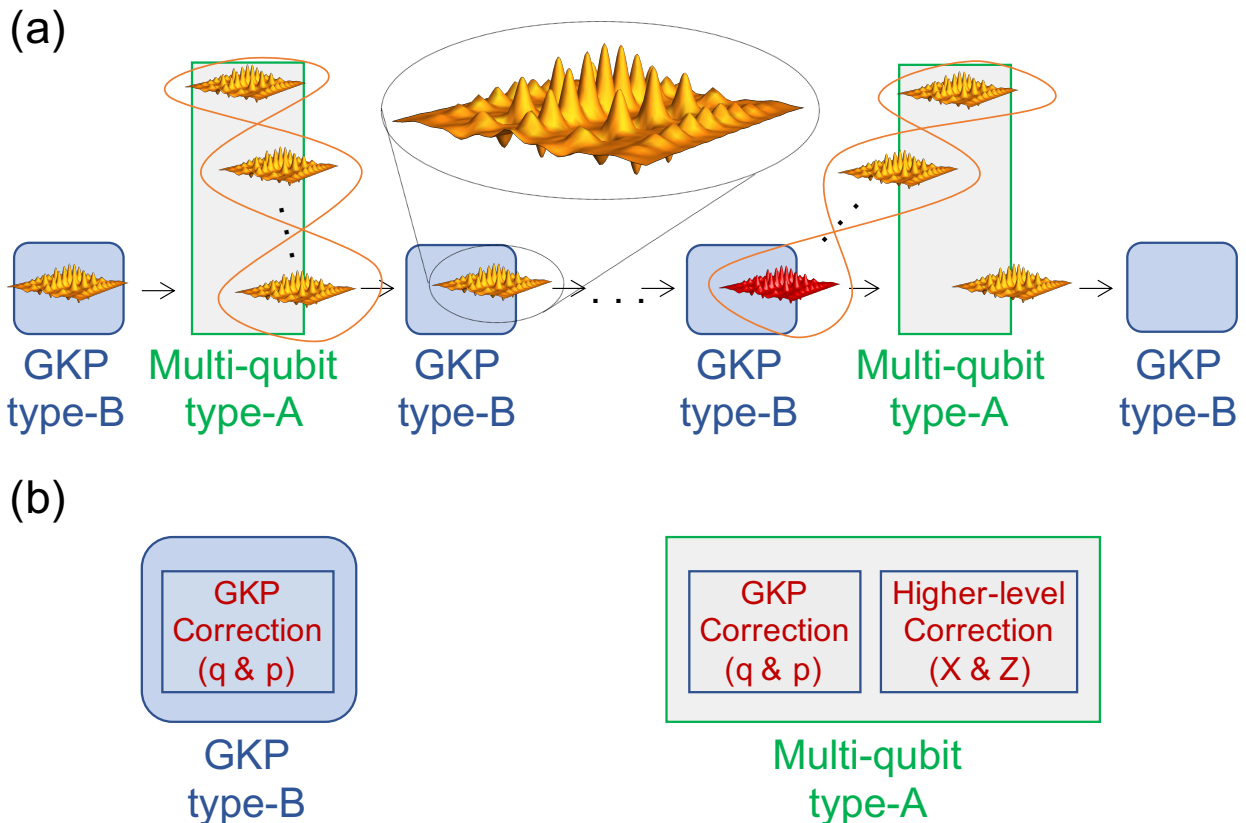 (a)
GKP
type-B
Multi-qubit
type-A
GKP
type-B
. . .
GKP
type-B
Multi-qubit
type-A
GKP
type-B
(b)
GKP
Correction
(q & p)
GKP
type-B
GKP
Correction
(q & p)
Higher-level
Correction
(X & Z)
Multi-qubit
type-A